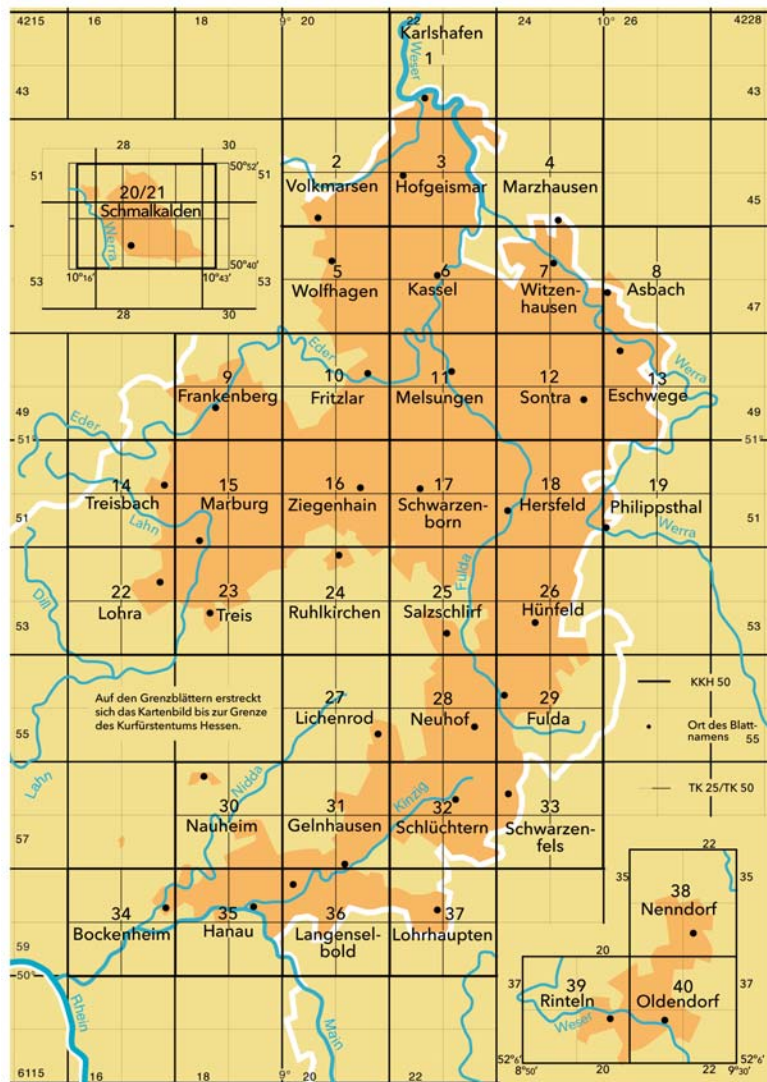 4215 16 18 9° 20 22 24 10° 26 4228
Karlshafen
1
Weser
43 43
28 30
50°52'
51 51
20/21
Schmalkalden
Werra
53 53
50°40'
10°16' 10°43'
28 30
2 3 4
Volkmarsen Hofgeismar Marzhausen
45
5 6 7 8
Wolfhagen Kassel Witzen-
hausen
Asbach
47
Eder
Werra
9 10 11 12 13
Frankenberg Fritzlar Melsungen Sontra Eschwege
Eder
49 49
51° 51°
14 15 16 17 18 19
Treisbach Marburg Ziegenhain Schwarzen-
born
Hersfeld Philippsthal
Lahn
Werra
51 51
Dill
Fulda
22 23 24 25 26
Lohra Treis Ruhlkirchen Salzschlirf Hünfeld
53 53
Auf den Grenzblättern erstreckt
sich das Kartenbild bis zur Grenze
des Kurfürstentums Hessen.
27 28 29
Lichenrod Neuhof Fulda
KKH 50
Ort des Blatt-
namens
55 55
TK 25/TK 50
Lahn
Nidda
Kinzig
30 31 32 33
Nauheim Gelnhausen Schlüchtern Schwarzen-
fels
57 57
34 35 36 37
Bockenheim Hanau Langensel-
bold
Lohrhaupten
59
50°
Rhein
Main
22
35 35
38
Nenndorf
20
37 37
39 40
Rinteln Oldendorf
Weser
52°6' 52°6'
8°50' 20 22 9°30'
6115 16 18 9° 20 22